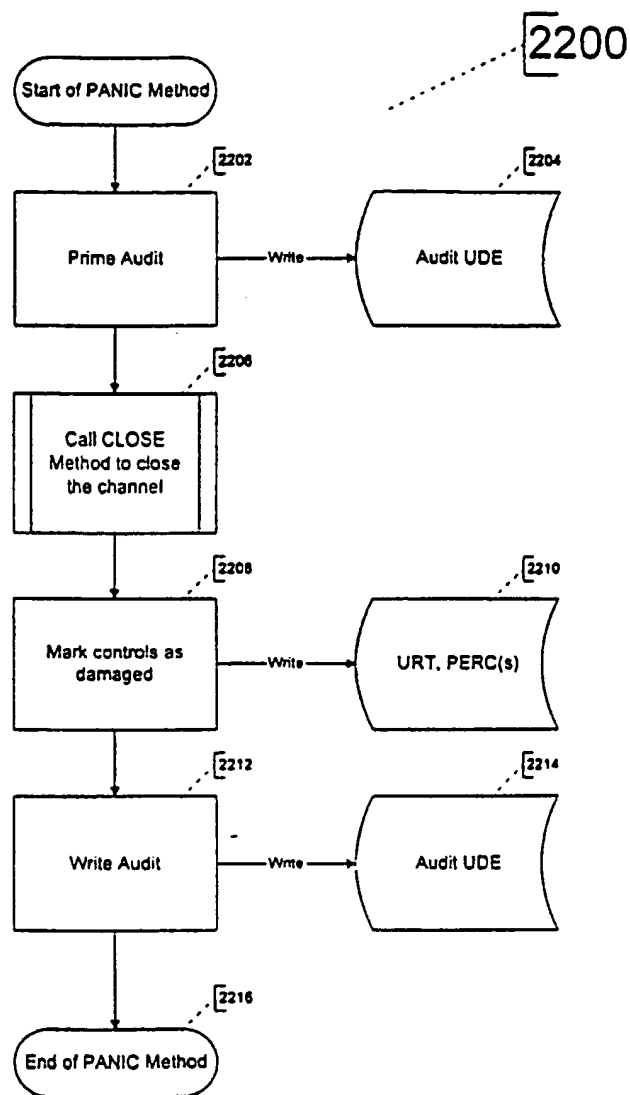 2200
Start of PANIC Method
2202
2204
Prime Audit
Write
Audit UDE
2206
Call CLOSE
Method to close
the channel
2208
2210
Mark controls as
damaged
Write
URT, PERC(s)
2212
2214
Write Audit
Write
Audit UDE
2216
End of PANIC Method